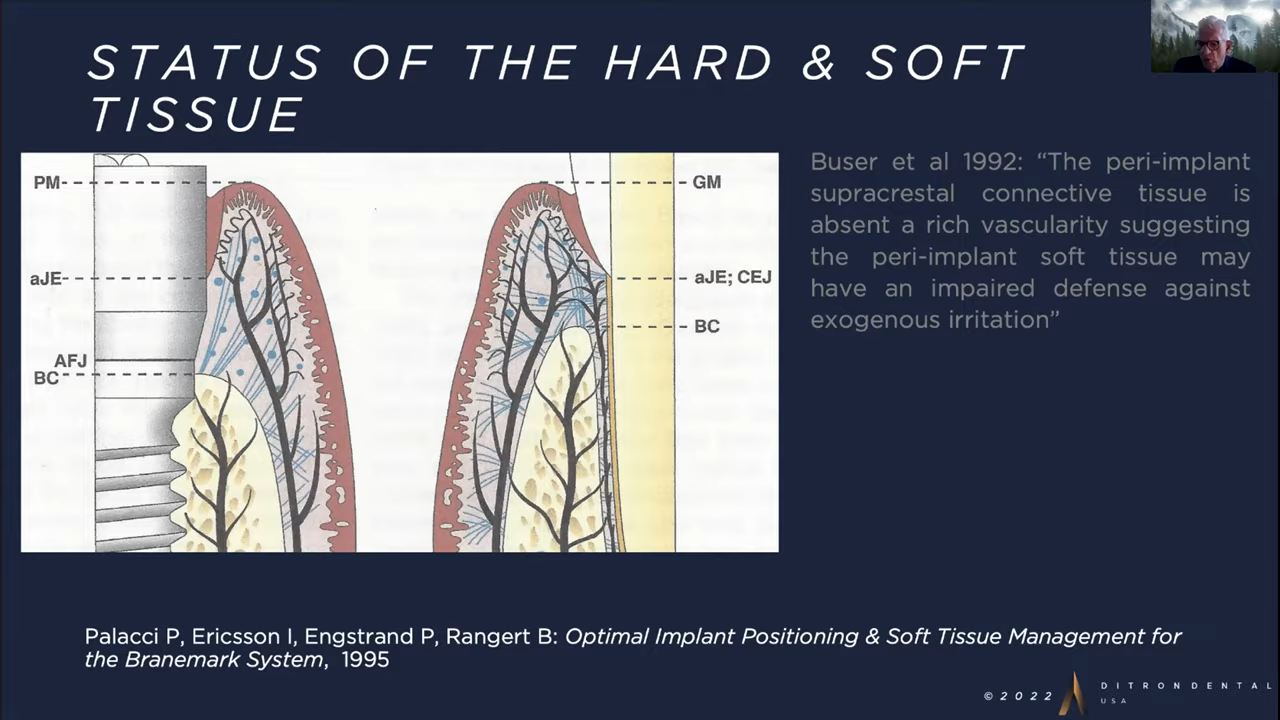 STATUS OF THE HARD & SOFT
TISSUE
PM
GM
aJE
aJE; CEJ
BC
AFJ
BC
Buser et al 1992: “The peri-implant
supracrestal connective tissue is
absent a rich vascularity suggesting
the peri-implant soft tissue may
have an impaired defense against
exogenous irritation”
Palacci P, Ericsson I, Engstrand P, Rangert B: Optimal Implant Positioning & Soft Tissue Management for
the Branemark System, 1995
©2022
DITRONDENTAL
USA